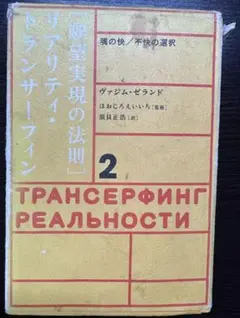 「願望実現の法則」
リアリティ・
トランサーフィン
魂の快／不快の選択
ヴァジム・ゼランド
ほおじろえいいち［監修］
須貝正浩［訳］
2
ТРАНСЕРФИНГ
РЕАЛЬНОСТИ